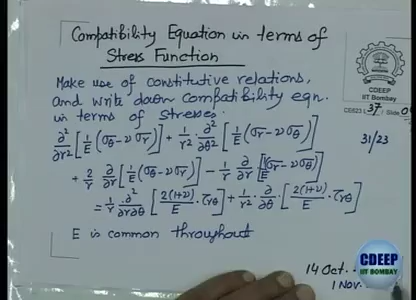 Compatibility Equation in terms of
Stress Function
Make use of constitutive relations,
and write down compatibility eqn.
in terms of stresses.
∂²/∂r² [1/E (σθ - νσr)] + 1/r² · ∂²/∂θ² [1/E (σr - νσθ)]
+ 2/r ∂/∂r [1/E (σθ - νσr)] - 1/r ∂/∂r [1/E (σr - νσθ)]
= 1/r · ∂²/∂r∂θ [2(1+ν)/E · τrθ] + 1/r² · ∂/∂θ · [2(1+ν)/E · τrθ]
E is common throughout
CDEEP
IIT Bombay
CE623 L 37 / Slide
31/23
14 Oct.
1 Nov.
CDEEP
IIT BOMBAY